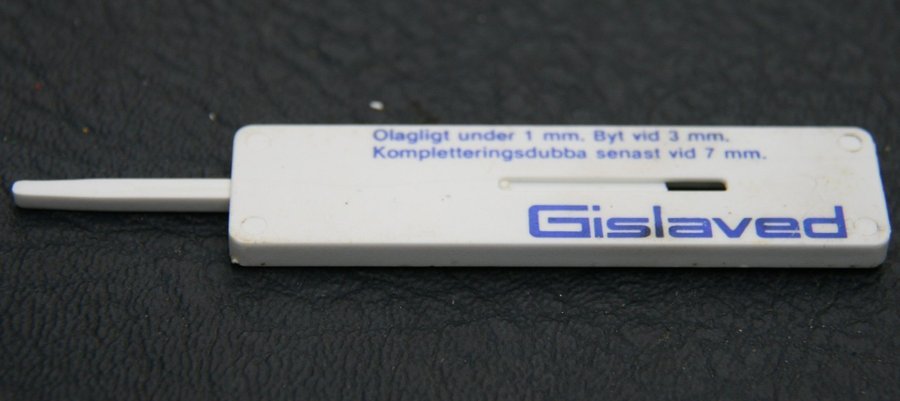 Olagligt under 1 mm. Byt vid 3 mm.
Kompletteringsdubba senast vid 7 mm.
Gislaved